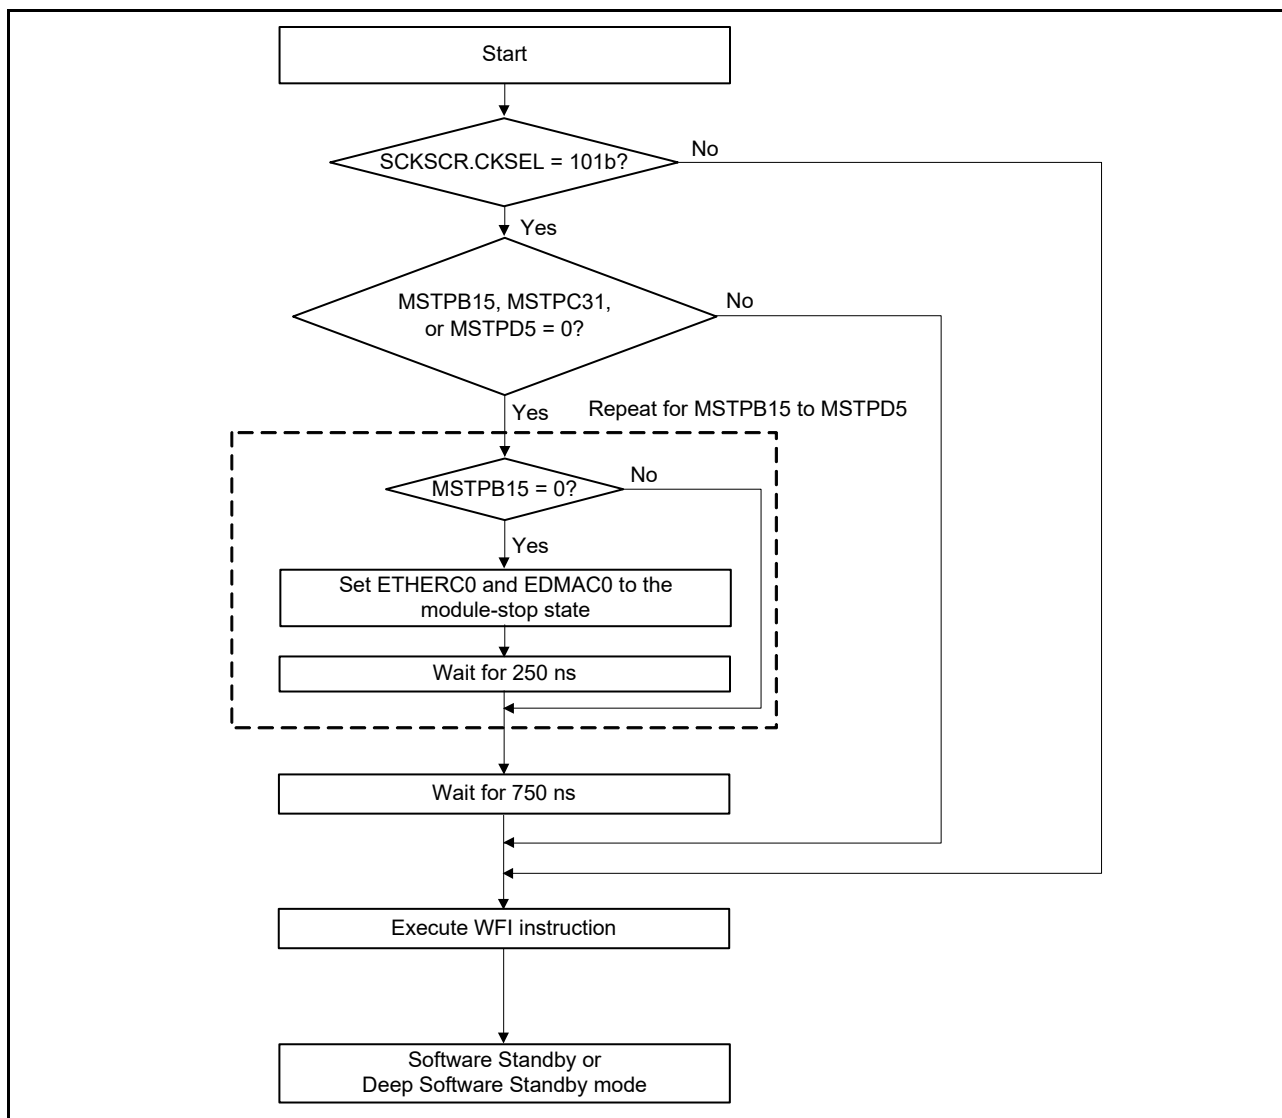 Start
SCKSCR.CKSEL = 101b?
No
Yes
MSTPB15, MSTPC31,
or MSTPD5 = 0?
No
Yes
Repeat for MSTPB15 to MSTPD5
MSTPB15 = 0?
No
Yes
Set ETHERC0 and EDMAC0 to the
module-stop state
Wait for 250 ns
Wait for 750 ns
Execute WFI instruction
Software Standby or
Deep Software Standby mode